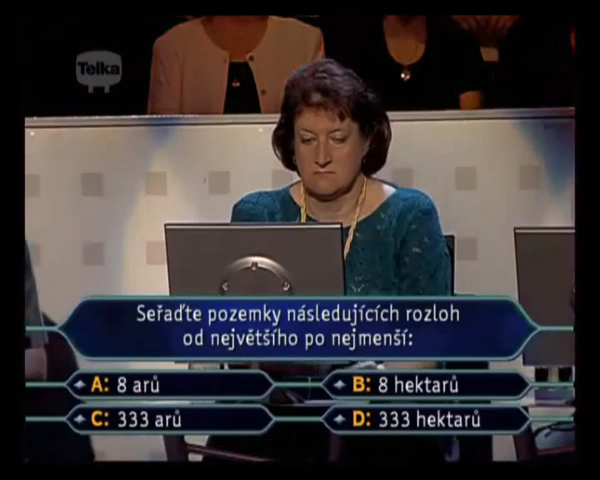 Telka
Seřaďte pozemky následujících rozloh
od největšího po nejmenší:
A: 8 arů
B: 8 hektarů
C: 333 arů
D: 333 hektarů